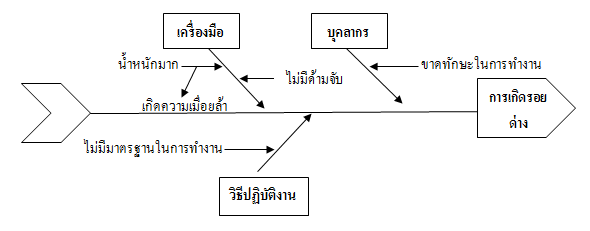 เครื่องมือ
บุคลากร
น้ำหนักมาก
ขาดทักษะในการทำงาน
ไม่มีด้ามจับ
เกิดความเมื่อยล้า
การเกิดรอย
ด่าง
ไม่มีมาตรฐานในการทำงาน
วิธีปฏิบัติงาน